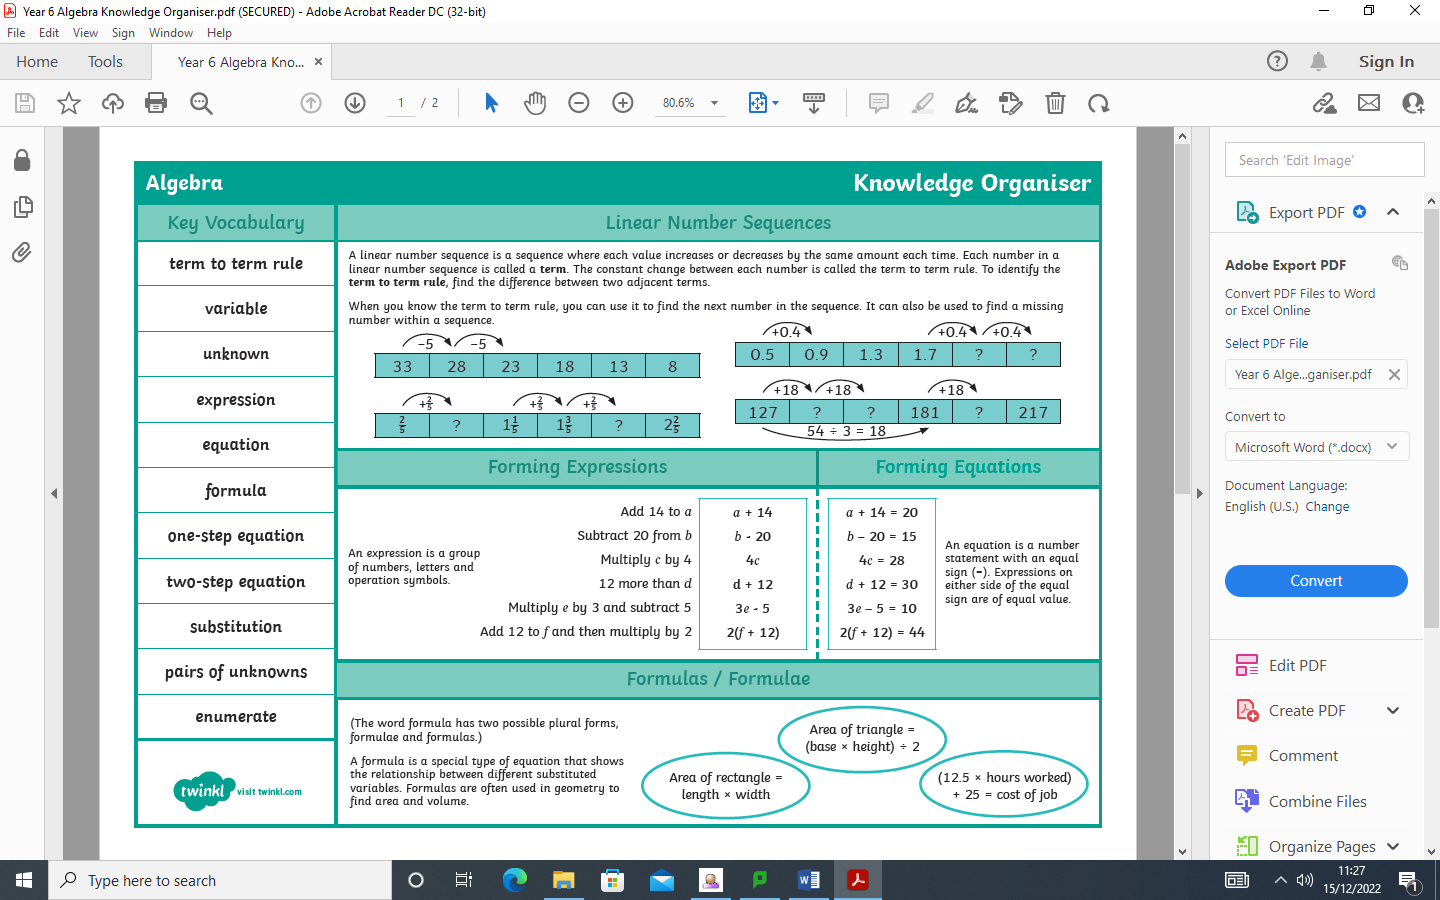 Year 6 Algebra Knowledge Organiser.pdf (SECURED) - Adobe Acrobat Reader DC (32-bit)
File Edit View Sign Window Help
Home Tools Year 6 Algebra Kno... × Sign In
1 / 2 80.6%
Algebra Knowledge Organiser
Key Vocabulary
term to term rule
variable
unknown
expression
equation
formula
one-step equation
two-step equation
substitution
pairs of unknowns
enumerate
twinkl visit twinkl.com
Linear Number Sequences
A linear number sequence is a sequence where each value increases or decreases by the same amount each time. Each number in a
linear number sequence is called a term. The constant change between each number is called the term to term rule. To identify the
term to term rule, find the difference between two adjacent terms.
When you know the term to term rule, you can use it to find the next number in the sequence. It can also be used to find a missing
number within a sequence.
−5 −5
33 28 23 18 13 8
+2/5 +2/5 +2/5
2/5 ? 1 1/5 1 3/5 ? 2 2/5
+0.4 +0.4 +0.4
0.5 0.9 1.3 1.7 ? ?
+18 +18 +18
127 ? ? 181 ? 217
54 ÷ 3 = 18
Forming Expressions
An expression is a group
of numbers, letters and
operation symbols.
Add 14 to a a + 14
Subtract 20 from b b - 20
Multiply c by 4 4c
12 more than d d + 12
Multiply e by 3 and subtract 5 3e - 5
Add 12 to f and then multiply by 2 2(f + 12)
Forming Equations
a + 14 = 20
b – 20 = 15
4c = 28
d + 12 = 30
3e – 5 = 10
2(f + 12) = 44
An equation is a number
statement with an equal
sign (=). Expressions on
either side of the equal
sign are of equal value.
Formulas / Formulae
(The word formula has two possible plural forms,
formulae and formulas.)
A formula is a special type of equation that shows
the relationship between different substituted
variables. Formulas are often used in geometry to
find area and volume.
Area of rectangle =
length × width
Area of triangle =
(base × height) ÷ 2
(12.5 × hours worked)
+ 25 = cost of job
Search 'Edit Image'
Export PDF
Adobe Export PDF
Convert PDF Files to Word
or Excel Online
Select PDF File
Year 6 Alge...ganiser.pdf
Convert to
Microsoft Word (*.docx)
Document Language:
English (U.S.) Change
Convert
Edit PDF
Create PDF
Comment
Combine Files
Organize Pages
Type here to search
11:27
15/12/2022
1